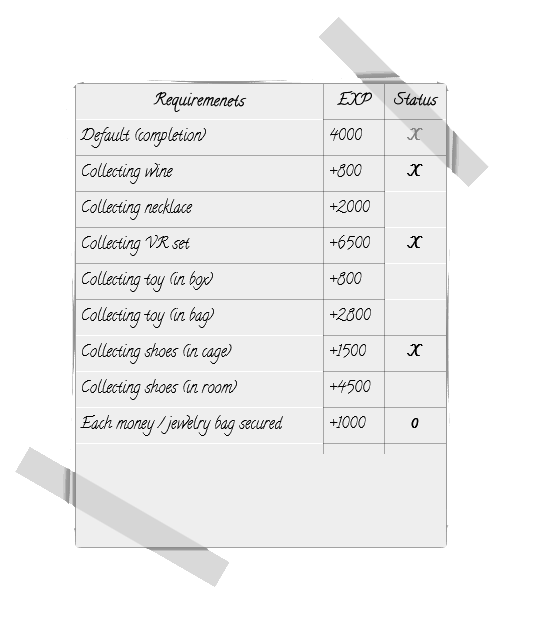 Requiremenets EXP Status
Default (completion) 4000 X
Collecting wine +800 X
Collecting necklace +2000
Collecting VR set +6500 X
Collecting toy (in box) +800
Collecting toy (in bag) +2800
Collecting shoes (in cage) +1500 X
Collecting shoes (in room) +4500
Each money / jewelry bag secured +1000 0